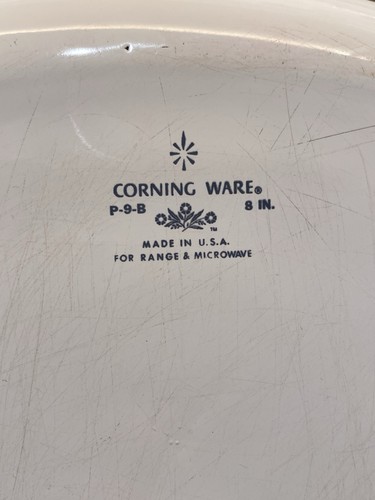 CORNING WARE®
P-9-B 8 IN.
™
MADE IN U.S.A.
FOR RANGE & MICROWAVE